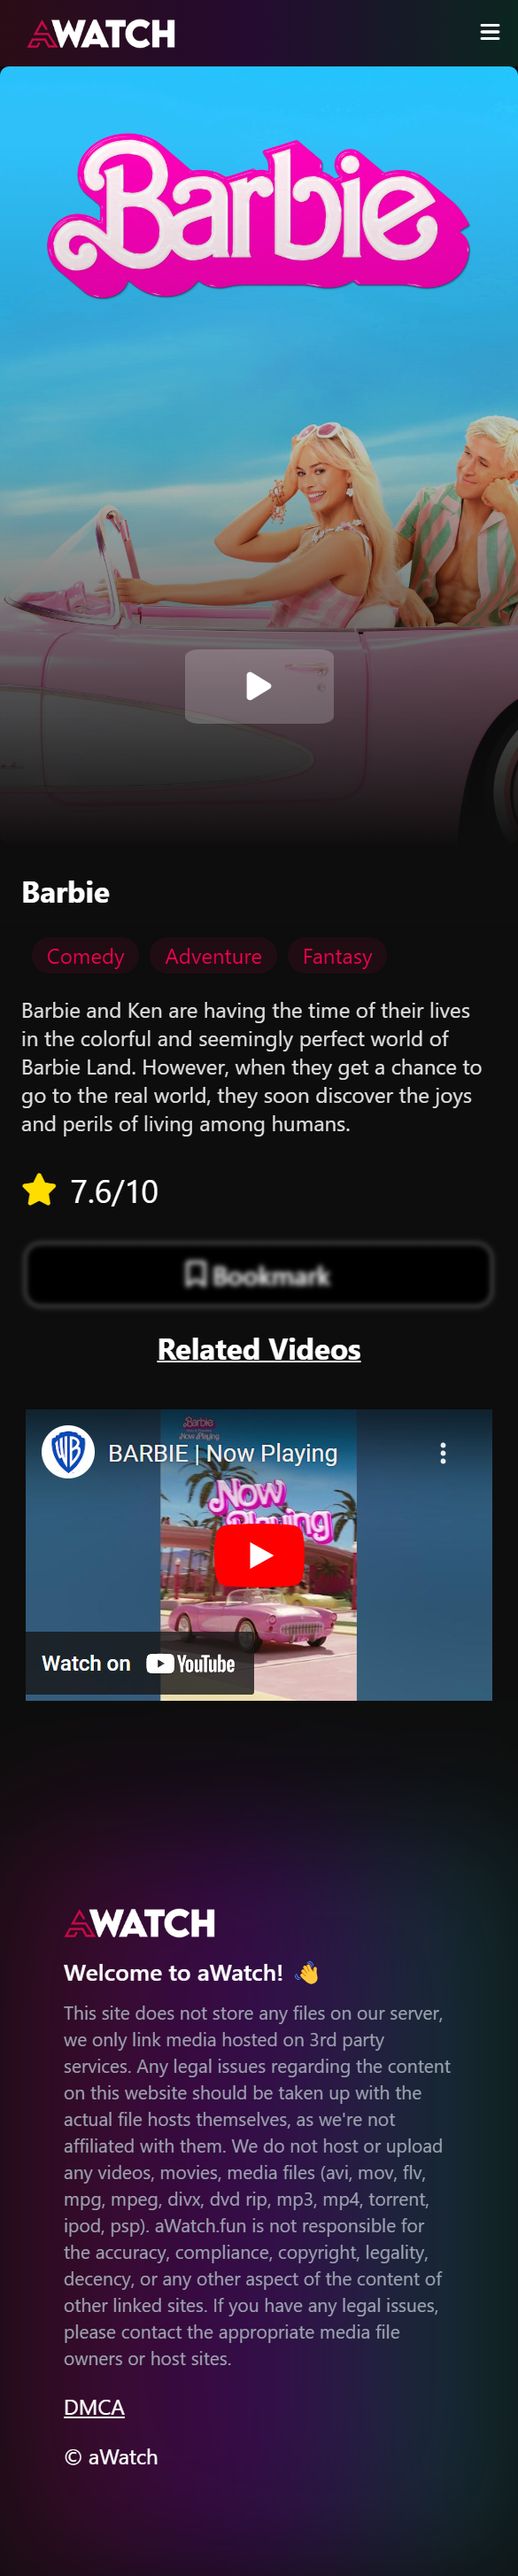 AWATCH
Barbie
Barbie
Comedy Adventure Fantasy
Barbie and Ken are having the time of their lives
in the colorful and seemingly perfect world of
Barbie Land. However, when they get a chance to
go to the real world, they soon discover the joys
and perils of living among humans.
7.6/10
Bookmark
Related Videos
Barbie
Now Playing
WB BARBIE | Now Playing
Now
Playing
Watch on YouTube
AWATCH
Welcome to aWatch! 👋
This site does not store any files on our server,
we only link media hosted on 3rd party
services. Any legal issues regarding the content
on this website should be taken up with the
actual file hosts themselves, as we're not
affiliated with them. We do not host or upload
any videos, movies, media files (avi, mov, flv,
mpg, mpeg, divx, dvd rip, mp3, mp4, torrent,
ipod, psp). aWatch.fun is not responsible for
the accuracy, compliance, copyright, legality,
decency, or any other aspect of the content of
other linked sites. If you have any legal issues,
please contact the appropriate media file
owners or host sites.
DMCA
© aWatch